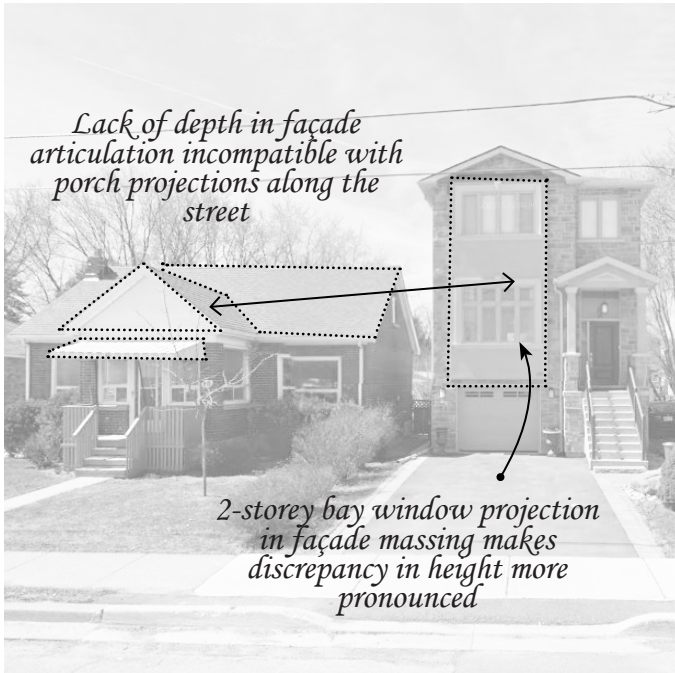 Lack of depth in façade
articulation incompatible with
porch projections along the
street
2-storey bay window projection
in façade massing makes
discrepancy in height more
pronounced